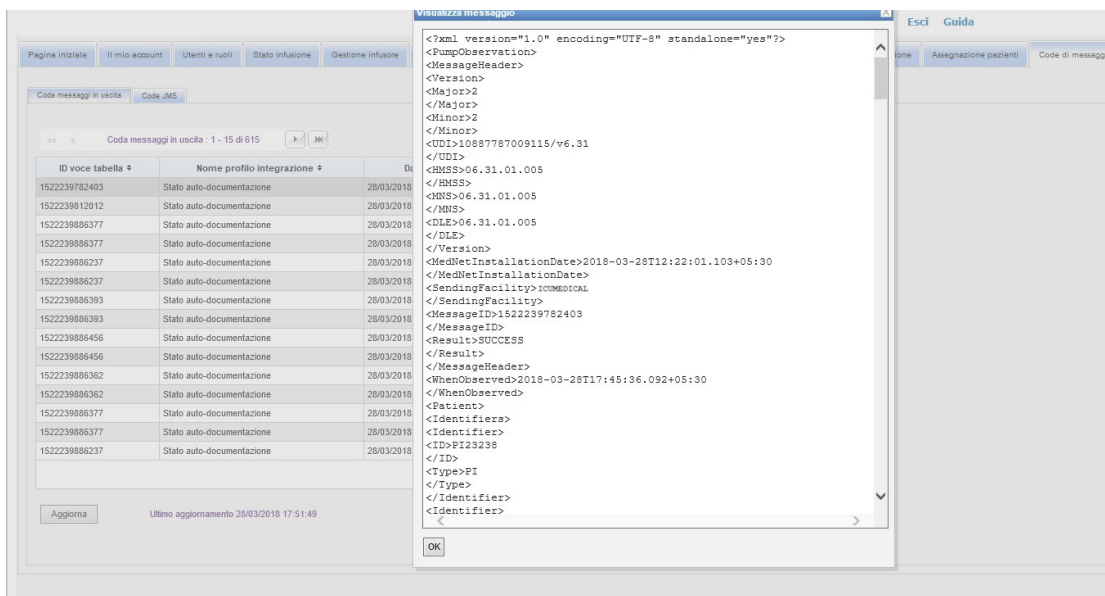 Visualizza messaggio
Esci Guida
Pagina iniziale Il mio account Utenti e ruoli Stato infusione Gestione infusore Assegnazione pazienti Code di messagg
Coda messaggi in uscita Code JMS
Coda messaggi in uscita : 1 - 15 di 615
ID voce tabella Nome profilo integrazione
1522239782403 Stato auto-documentazione 28/03/2018
1522239812012 Stato auto-documentazione 28/03/2018
1522239886377 Stato auto-documentazione 28/03/2018
1522239886377 Stato auto-documentazione 28/03/2018
1522239886237 Stato auto-documentazione 28/03/2018
1522239886237 Stato auto-documentazione 28/03/2018
1522239886393 Stato auto-documentazione 28/03/2018
1522239886393 Stato auto-documentazione 28/03/2018
1522239886456 Stato auto-documentazione 28/03/2018
1522239886456 Stato auto-documentazione 28/03/2018
1522239886362 Stato auto-documentazione 28/03/2018
1522239886362 Stato auto-documentazione 28/03/2018
1522239886377 Stato auto-documentazione 28/03/2018
1522239886377 Stato auto-documentazione 28/03/2018
1522239886237 Stato auto-documentazione 28/03/2018
Aggiorna Ultimo aggiornamento 28/03/2018 17:51:49
<?xml version="1.0" encoding="UTF-8" standalone="yes"?>
<PumpObservation>
<MessageHeader>
<Version>
<Major>2
</Major>
<Minor>2
</Minor>
<UDI>10887787009115/v6.31
</UDI>
<HMSS>06.31.01.005
</HMSS>
<MNS>06.31.01.005
</MNS>
<DLE>06.31.01.005
</DLE>
</Version>
<MedNetInstallationDate>2018-03-28T12:22:01.103+05:30
</MedNetInstallationDate>
<SendingFacility>ICUMEDICAL
</SendingFacility>
<MessageID>1522239782403
</MessageID>
<Result>SUCCESS
</Result>
</MessageHeader>
<WhenObserved>2018-03-28T17:45:36.092+05:30
</WhenObserved>
<Patient>
<Identifiers>
<Identifier>
<ID>PI23238
</ID>
<Type>PI
</Type>
</Identifier>
<Identifier>
OK